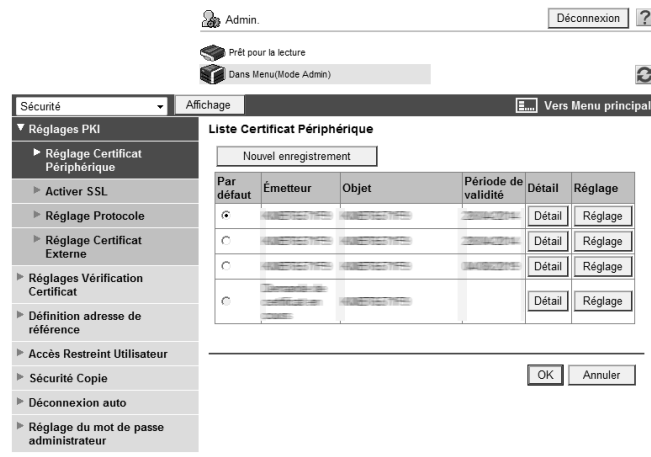 Admin.
Déconnexion
?
Prêt pour la lecture
Dans Menu(Mode Admin)
Sécurité
Affichage
Vers Menu principal
Réglages PKI
Réglage Certificat
Périphérique
Activer SSL
Réglage Protocole
Réglage Certificat
Externe
Réglages Vérification
Certificat
Définition adresse de
référence
Accès Restreint Utilisateur
Sécurité Copie
Déconnexion auto
Réglage du mot de passe
administrateur
Liste Certificat Périphérique
Nouvel enregistrement
Par
défaut
Émetteur
Objet
Période de
validité
Détail
Réglage
Détail
Réglage
Détail
Réglage
Détail
Réglage
Détail
Réglage
OK
Annuler